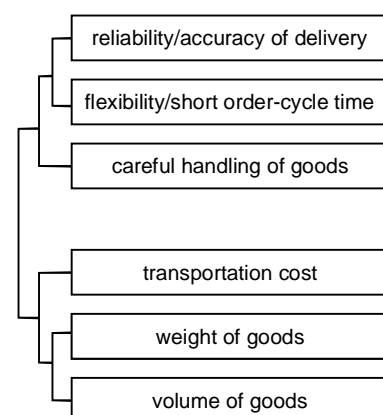 reliability/accuracy of delivery
flexibility/short order-cycle time
careful handling of goods
transportation cost
weight of goods
volume of goods